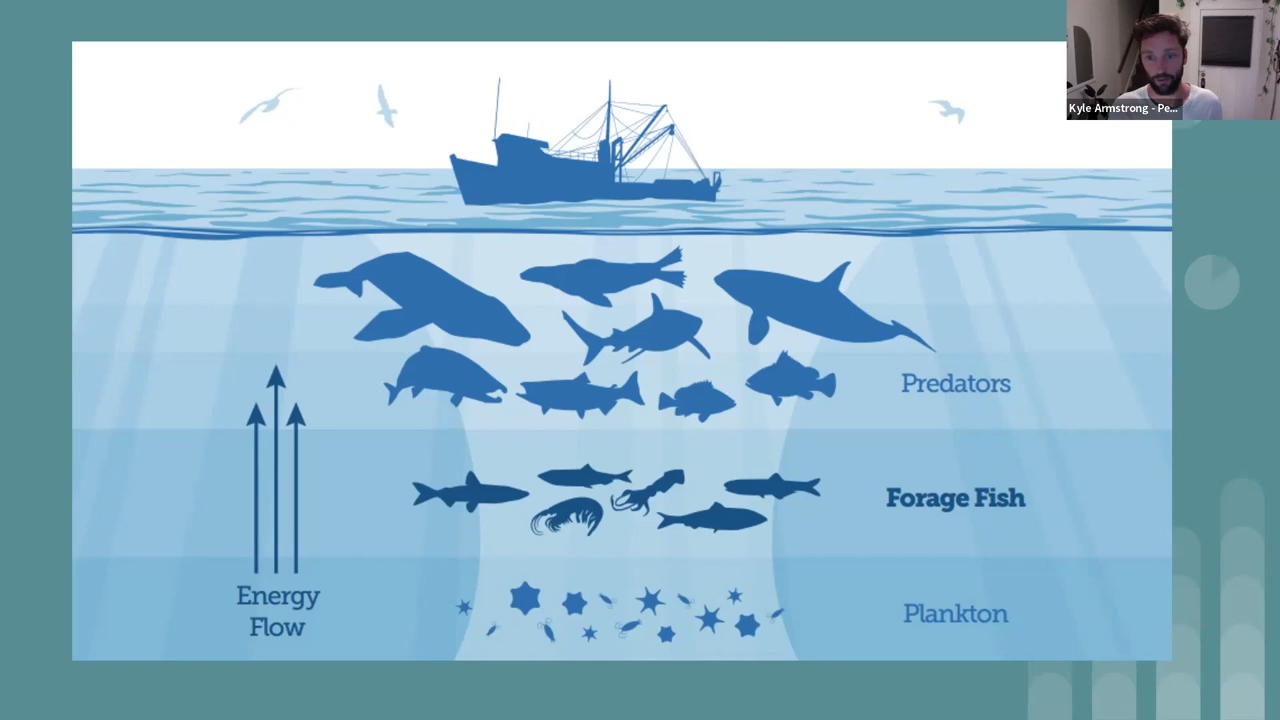 Kyle Armstrong - Pe...
Predators
Forage Fish
Energy
Flow
Plankton